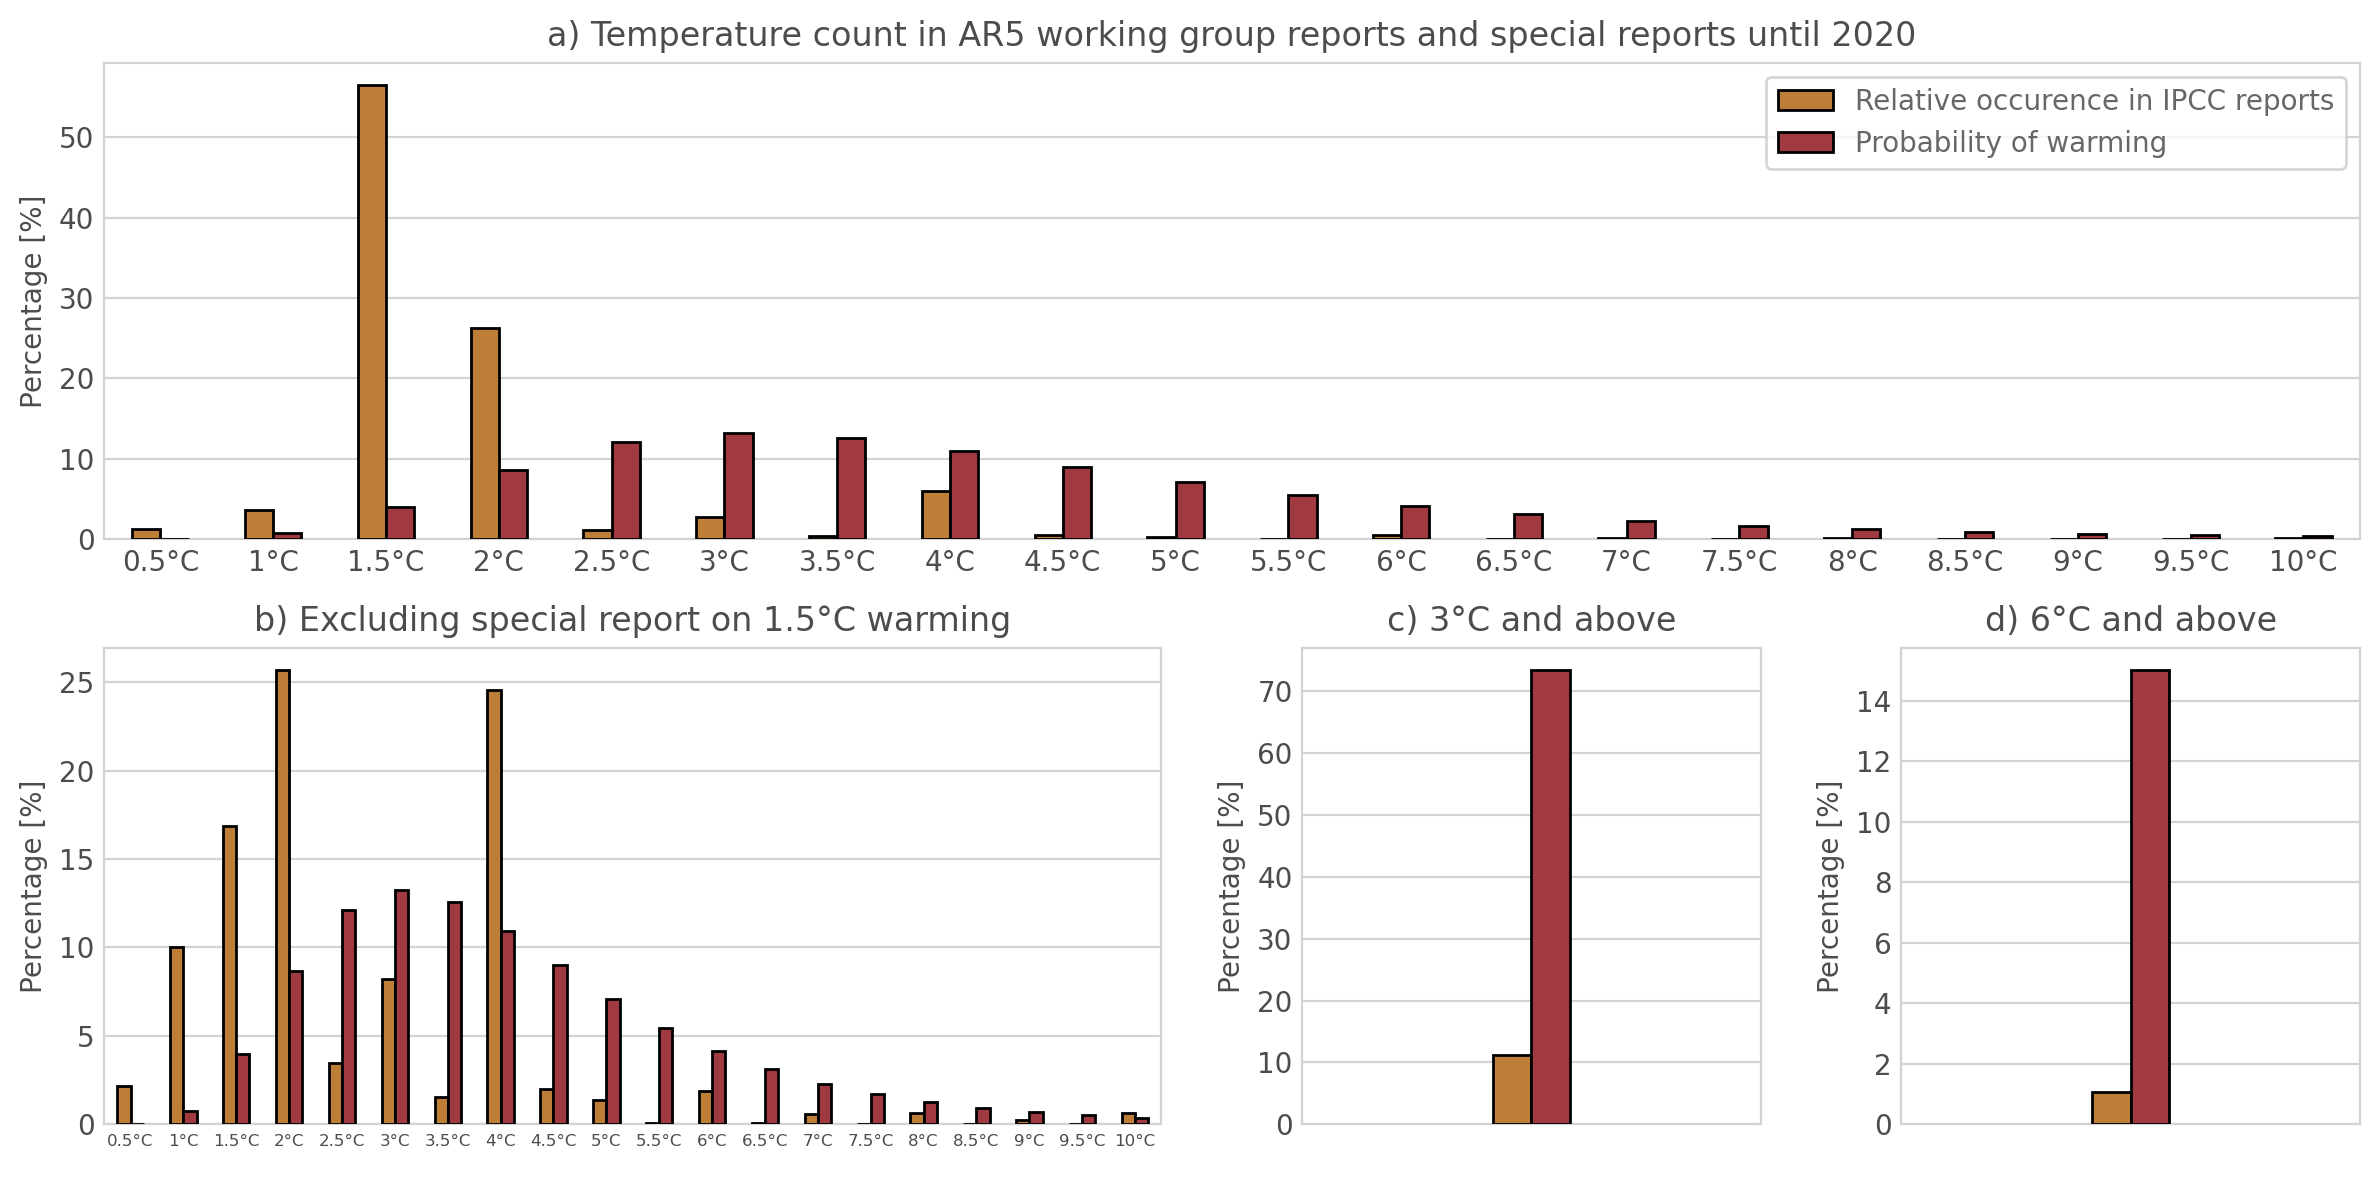 a) Temperature count in AR5 working group reports and special reports until 2020
Percentage [%]
50
40
30
20
10
0
Relative occurence in IPCC reports
Probability of warming
0.5°C 1°C 1.5°C 2°C 2.5°C 3°C 3.5°C 4°C 4.5°C 5°C 5.5°C 6°C 6.5°C 7°C 7.5°C 8°C 8.5°C 9°C 9.5°C 10°C
b) Excluding special report on 1.5°C warming
Percentage [%]
25
20
15
10
5
0
0.5°C 1°C 1.5°C 2°C 2.5°C 3°C 3.5°C 4°C 4.5°C 5°C 5.5°C 6°C 6.5°C 7°C 7.5°C 8°C 8.5°C 9°C 9.5°C 10°C
c) 3°C and above
Percentage [%]
70
60
50
40
30
20
10
0
d) 6°C and above
Percentage [%]
14
12
10
8
6
4
2
0